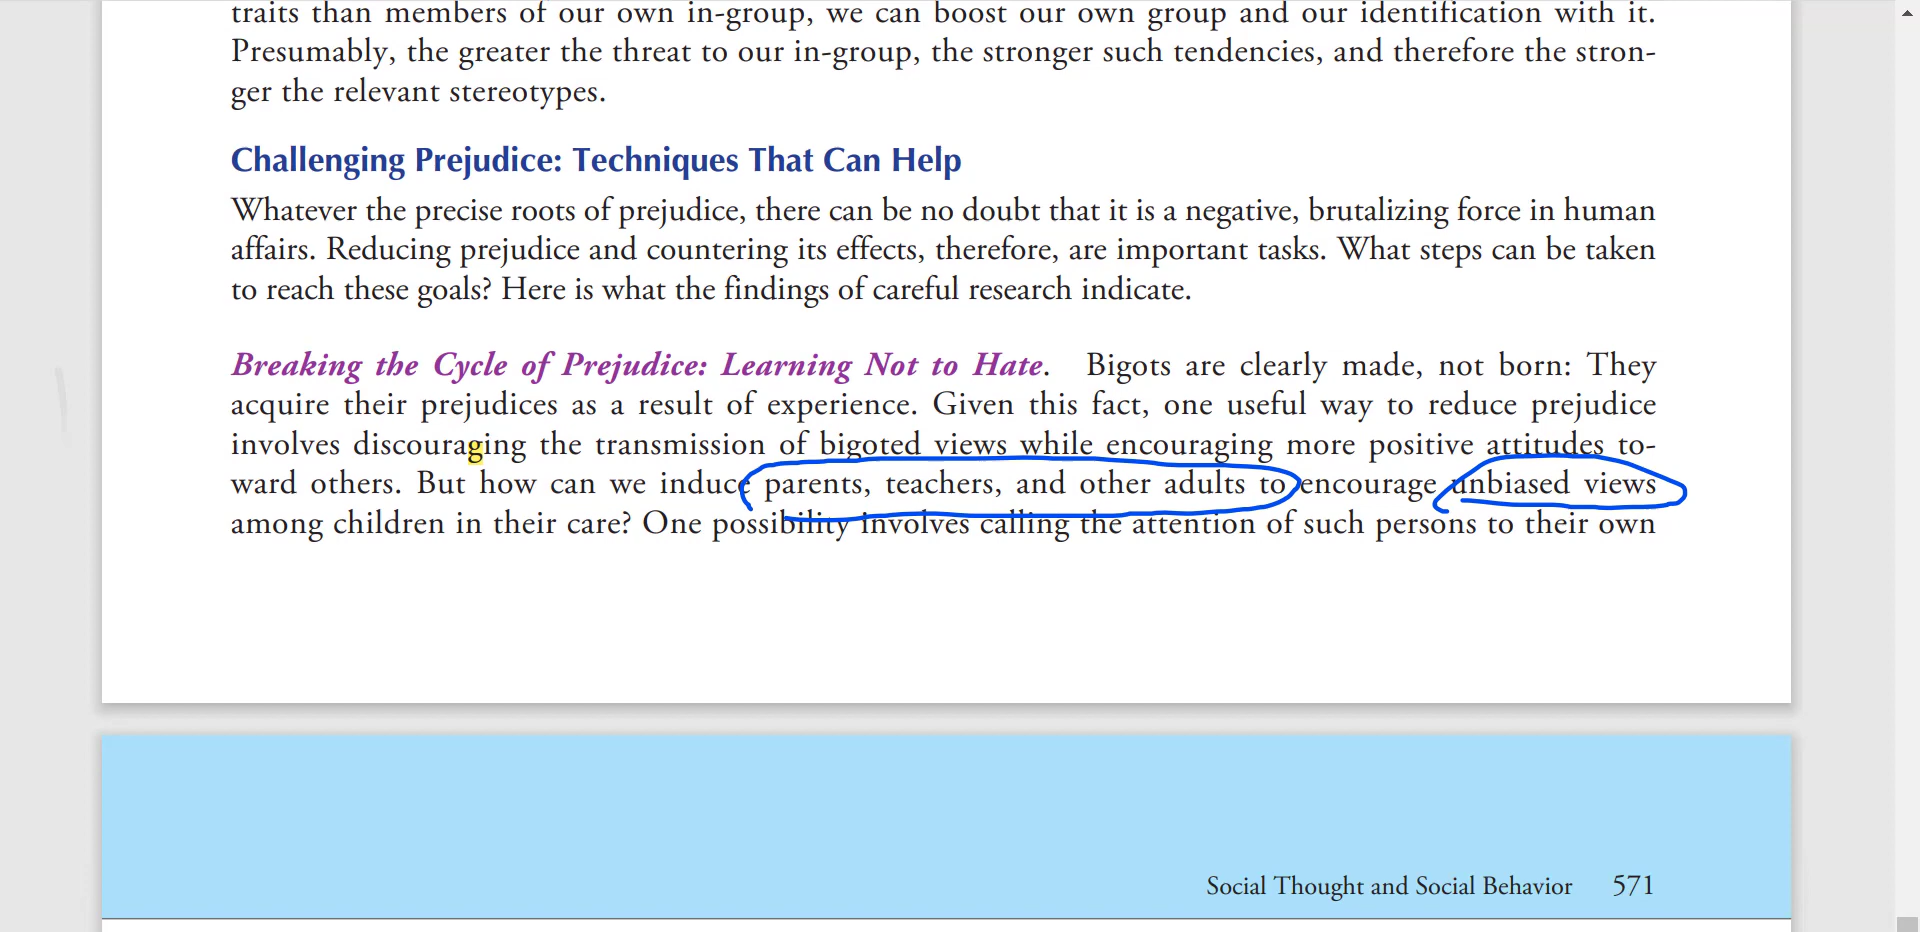 traits than members of our own in-group, we can boost our own group and our identification with it.
Presumably, the greater the threat to our in-group, the stronger such tendencies, and therefore the stron-
ger the relevant stereotypes.
Challenging Prejudice: Techniques That Can Help
Whatever the precise roots of prejudice, there can be no doubt that it is a negative, brutalizing force in human
affairs. Reducing prejudice and countering its effects, therefore, are important tasks. What steps can be taken
to reach these goals? Here is what the findings of careful research indicate.
Breaking the Cycle of Prejudice: Learning Not to Hate. Bigots are clearly made, not born: They
acquire their prejudices as a result of experience. Given this fact, one useful way to reduce prejudice
involves discouraging the transmission of bigoted views while encouraging more positive attitudes to-
ward others. But how can we induce parents, teachers, and other adults to encourage unbiased views
among children in their care? One possibility involves calling the attention of such persons to their own
Social Thought and Social Behavior 571